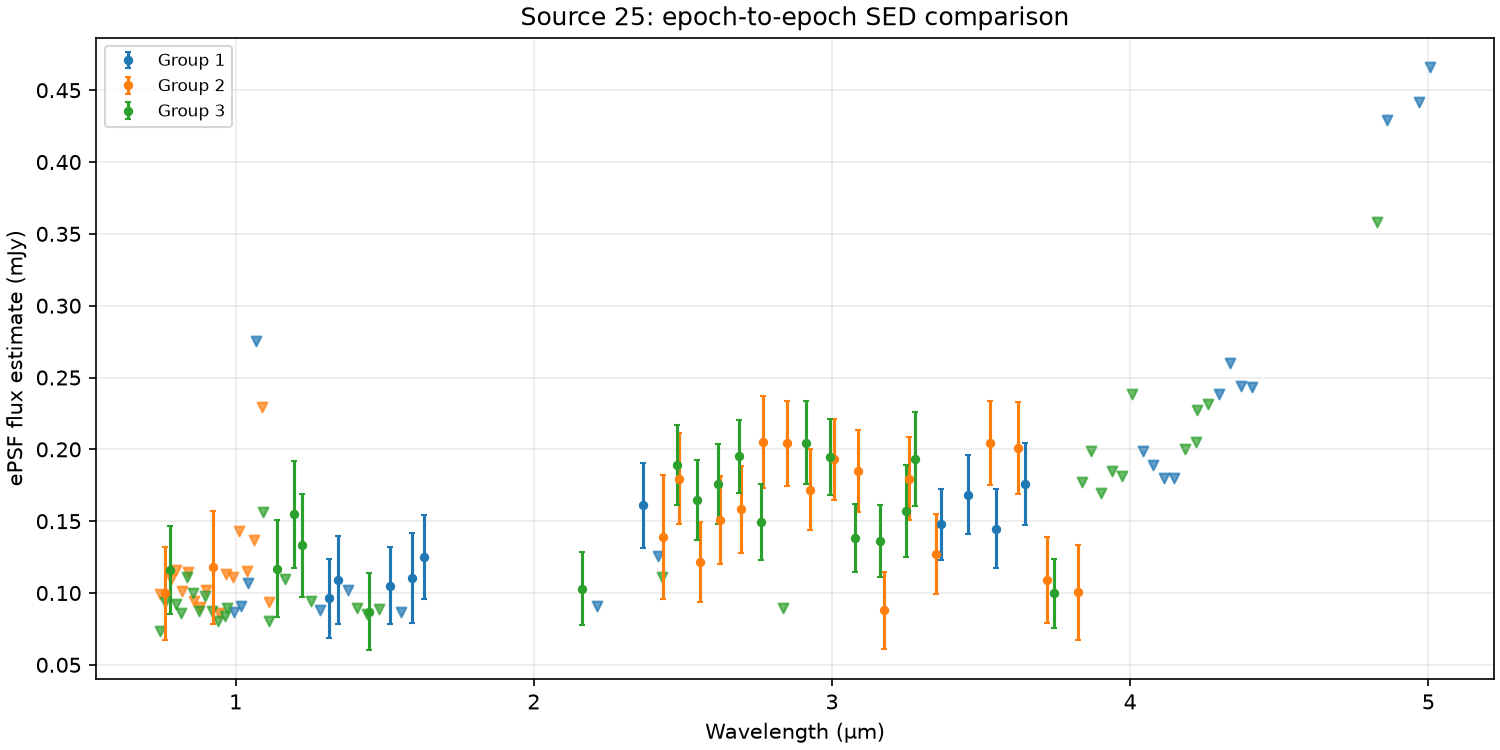 Source 25: epoch-to-epoch SED comparison
Group 1
Group 2
Group 3
ePSF flux estimate (mJy)
0.45
0.40
0.35
0.30
0.25
0.20
0.15
0.10
0.05
1 2 3 4 5
Wavelength (μm)